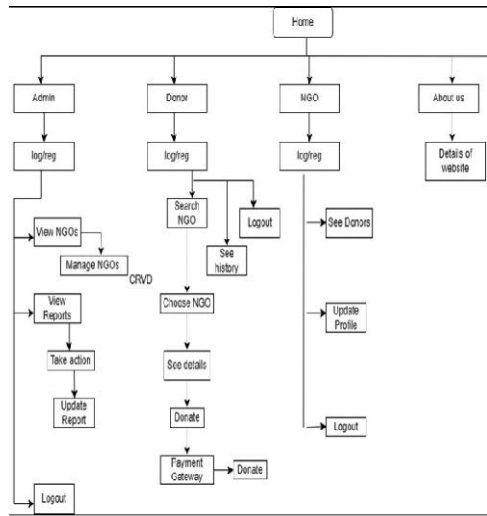 Home
Admin
Donor
NGO
About us
log/reg
log/reg
log/reg
Details of
website
Search
NGO
Logout
See Donors
View NGOs
See
history
Manage NGOs
CRVD
View
Reports
Choose NGO
Update
Profile
Take action
See details
Update
Report
Donate
Logout
Payment
Gateway
Donate
Logout